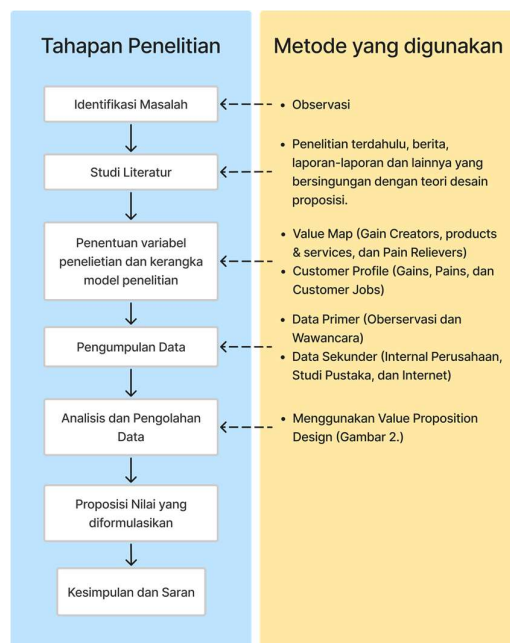 Tahapan Penelitian
Identifikasi Masalah
Studi Literatur
Penentuan variabel
penelietian dan kerangka
model penelitian
Pengumpulan Data
Analisis dan Pengolahan
Data
Proposisi Nilai yang
diformulasikan
Kesimpulan dan Saran
Metode yang digunakan
• Observasi
• Penelitian terdahulu, berita,
laporan-laporan dan lainnya yang
bersingungan dengan teori desain
proposisi.
• Value Map (Gain Creators, products
& services, dan Pain Relievers)
• Customer Profile (Gains, Pains, dan
Customer Jobs)
• Data Primer (Oberservasi dan
Wawancara)
• Data Sekunder (Internal Perusahaan,
Studi Pustaka, dan Internet)
• Menggunakan Value Proposition
Design (Gambar 2.)